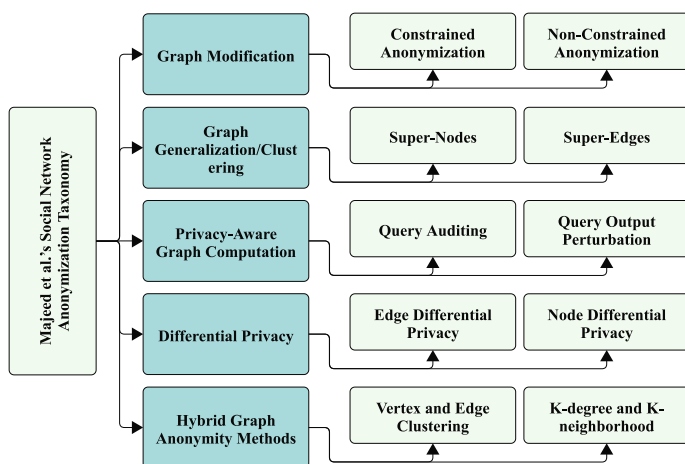 Majeed et al.'s Social Network
Anonymization Taxonomy
Graph Modification
Constrained
Anonymization
Non-Constrained
Anonymization
Graph
Generalization/Clust
ering
Super-Nodes
Super-Edges
Privacy-Aware
Graph Computation
Query Auditing
Query Output
Perturbation
Differential Privacy
Edge Differential
Privacy
Node Differential
Privacy
Hybrid Graph
Anonymity Methods
Vertex and Edge
Clustering
K-degree and K-
neighborhood